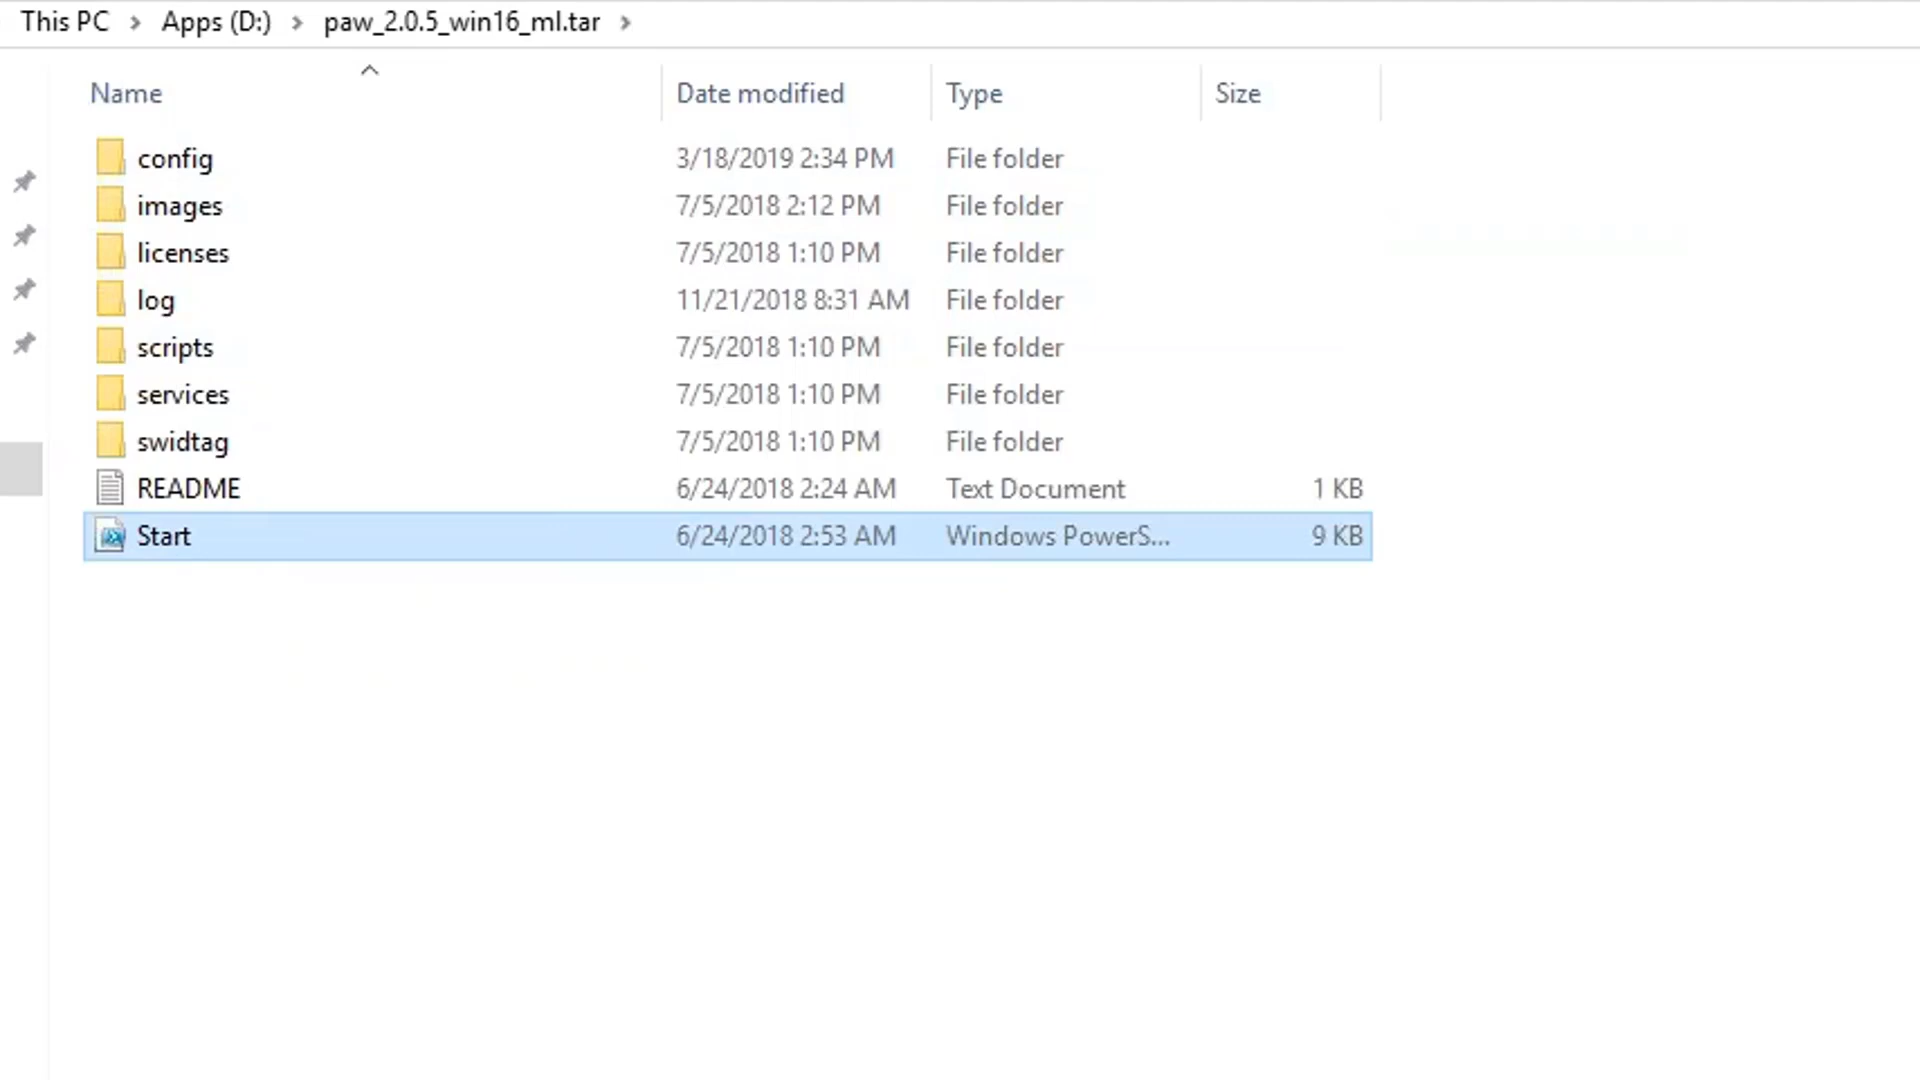 This PC > Apps (D:) > paw_2.0.5_win16_ml.tar >
Name Date modified Type Size
config 3/18/2019 2:34 PM File folder
images 7/5/2018 2:12 PM File folder
licenses 7/5/2018 1:10 PM File folder
log 11/21/2018 8:31 AM File folder
scripts 7/5/2018 1:10 PM File folder
services 7/5/2018 1:10 PM File folder
swidtag 7/5/2018 1:10 PM File folder
README 6/24/2018 2:24 AM Text Document 1 KB
Start 6/24/2018 2:53 AM Windows PowerS... 9 KB